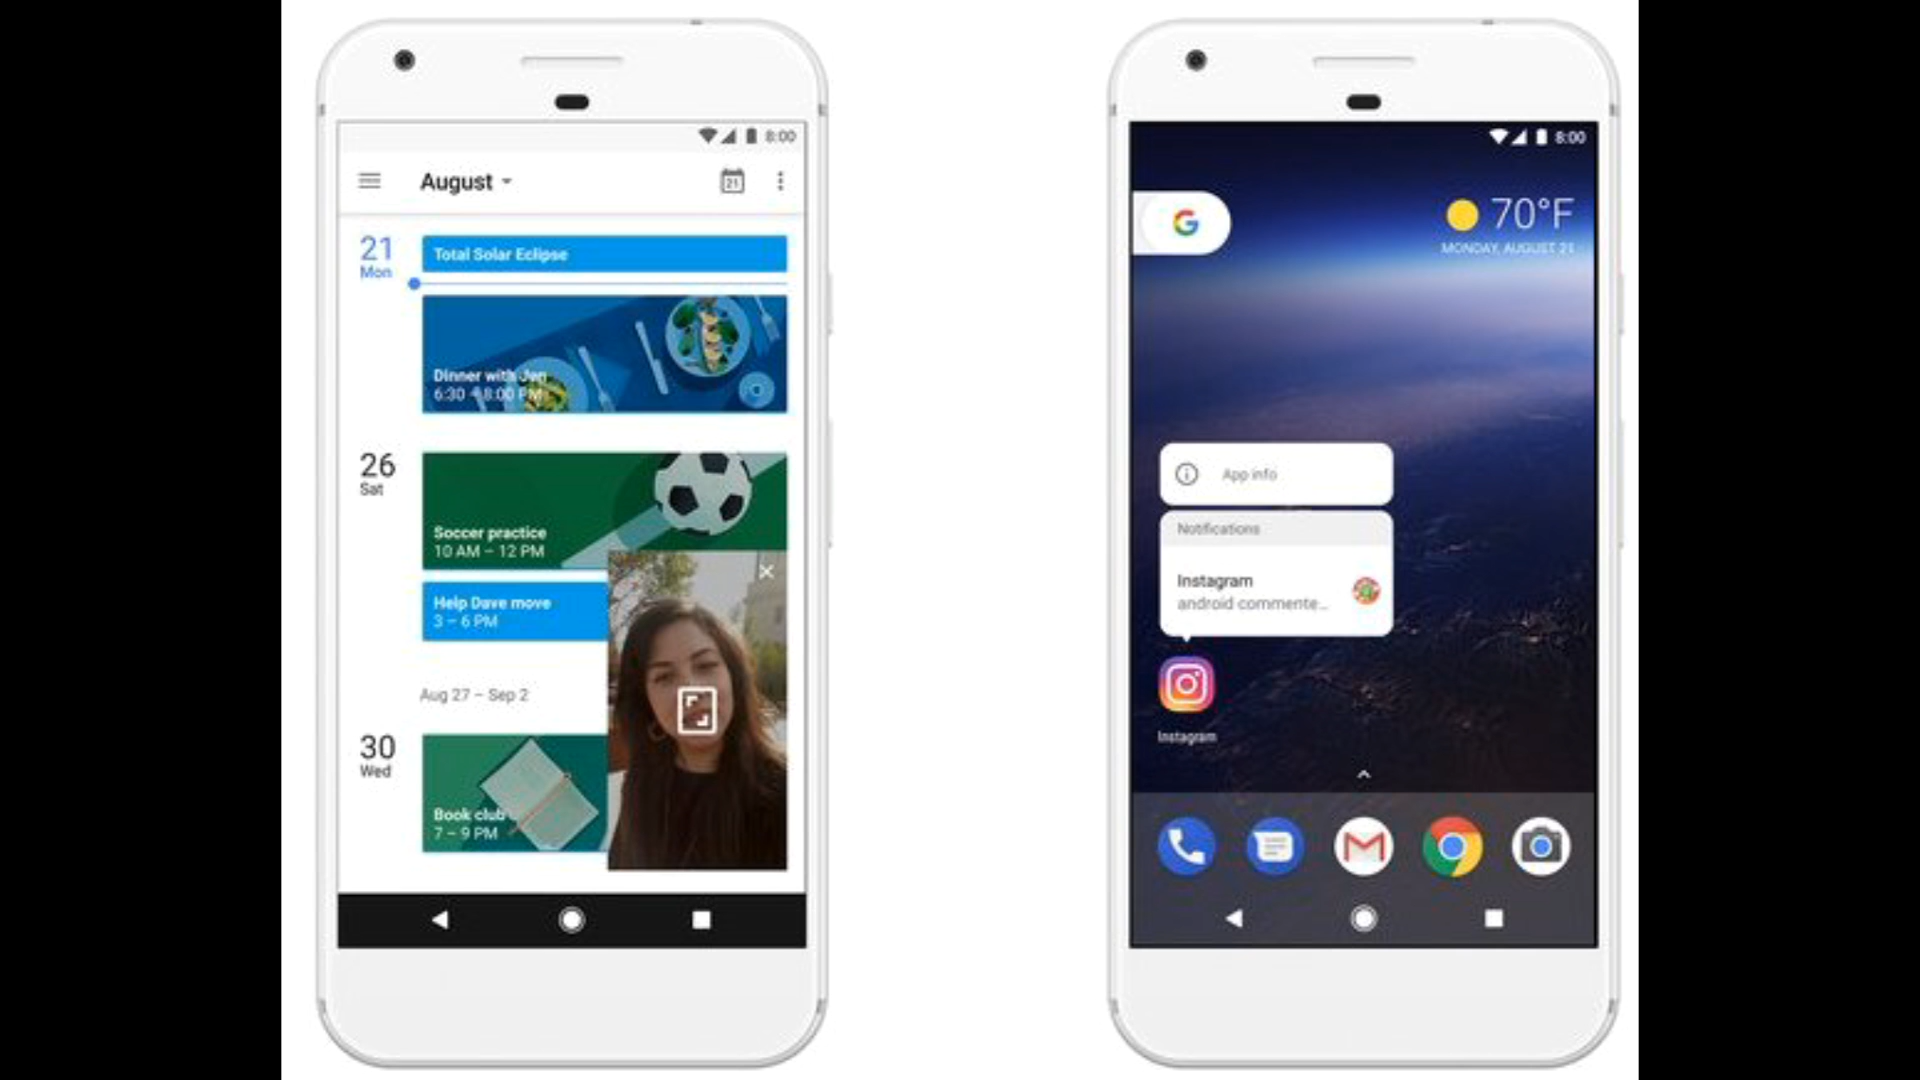 8:00
August
21
21
Mon
Total Solar Eclipse
Dinner with Jen
6:30 – 8:00 PM
26
Sat
Soccer practice
10 AM – 12 PM
Help Dave move
3 – 6 PM
Aug 27 – Sep 2
30
Wed
Book club
7 – 9 PM
8:00
G
70°F
MONDAY, AUGUST 21
App info
Notifications
Instagram
android commente...
Instagram